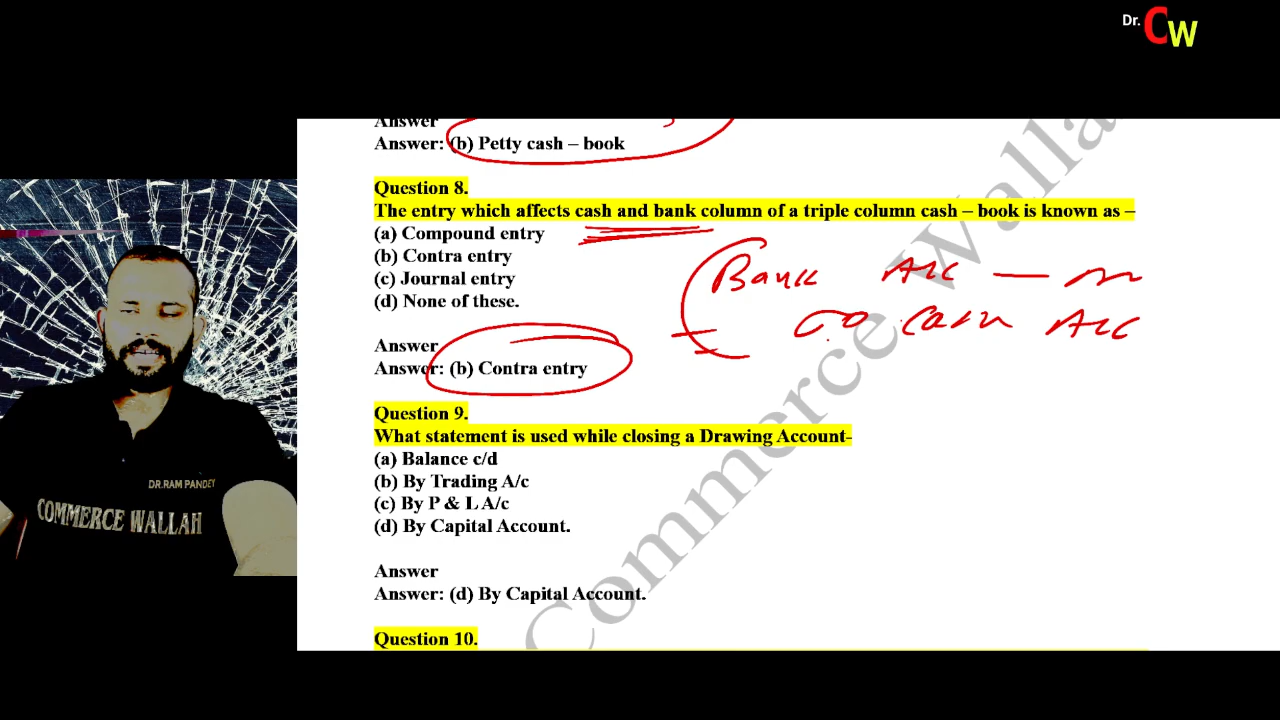 Dr. CW
Answer
Answer: (b) Petty cash – book
Question 8.
The entry which affects cash and bank column of a triple column cash – book is known as –
(a) Compound entry
(b) Contra entry
(c) Journal entry
(d) None of these.
Bank A/c —
To Cash A/c
Answer
Answer: (b) Contra entry
Question 9.
What statement is used while closing a Drawing Account-
(a) Balance c/d
(b) By Trading A/c
(c) By P & L A/c
(d) By Capital Account.
Answer
Answer: (d) By Capital Account.
Question 10.
Commerce Walla
DR.RAM PANDEY
COMMERCE WALLAH